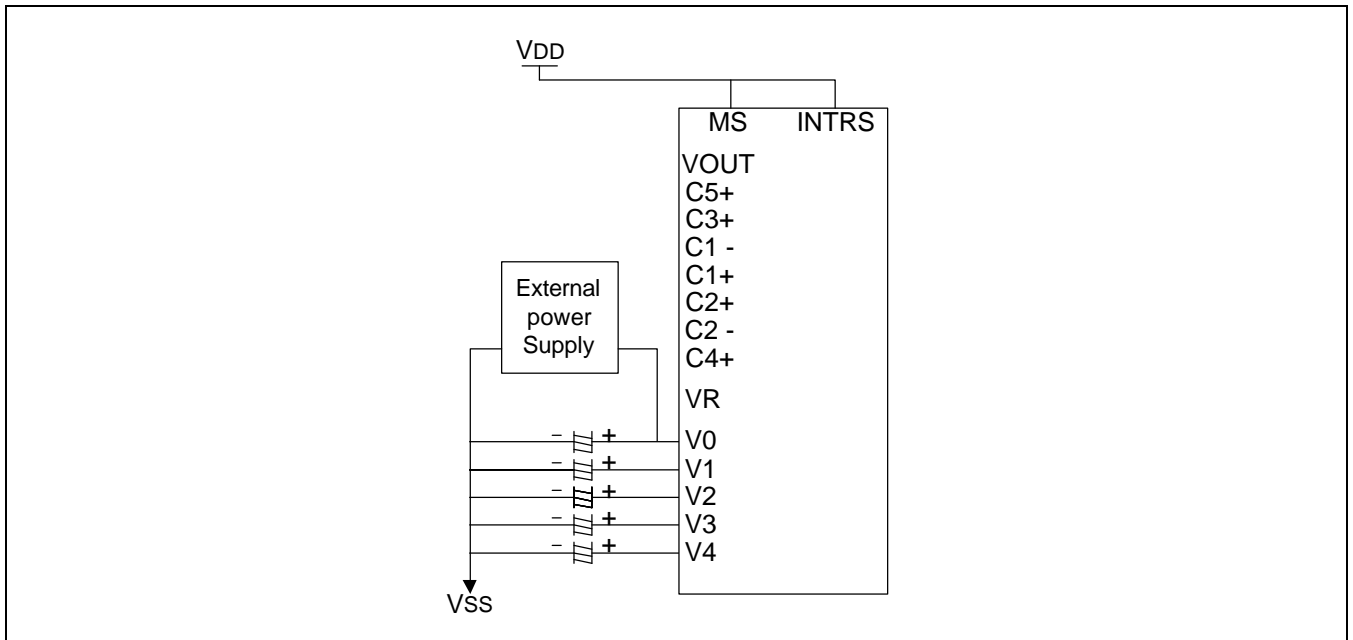 VDD
MS INTRS
VOUT
C5+
C3+
C1 -
C1+
C2+
C2 -
C4+
VR
External
power
Supply
− + V0
− + V1
− + V2
− + V3
− + V4
VSS